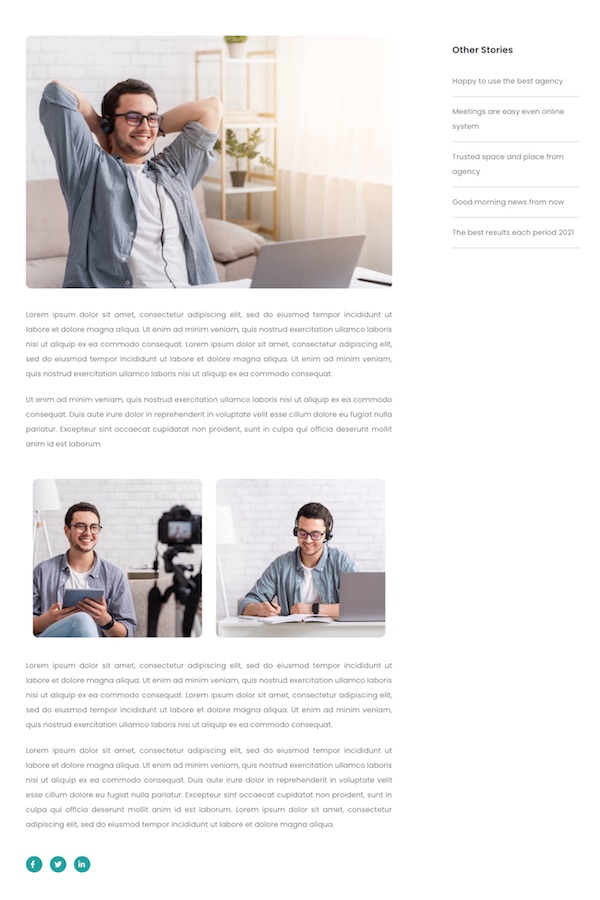 Other Stories
Happy to use the best agency
Meetings are easy even online
system
Trusted space and place from
agency
Good morning news from now
The best results each period 2021
Lorem ipsum dolor sit amet, consectetur adipiscing elit, sed do eiusmod tempor incididunt ut
labore et dolore magna aliqua. Ut enim ad minim veniam, quis nostrud exercitation ullamco laboris
nisi ut aliquip ex ea commodo consequat. Lorem ipsum dolor sit amet, consectetur adipiscing elit,
sed do eiusmod tempor incididunt ut labore et dolore magna aliqua. Ut enim ad minim veniam,
quis nostrud exercitation ullamco laboris nisi ut aliquip ex ea commodo consequat.
Ut enim ad minim veniam, quis nostrud exercitation ullamco laboris nisi ut aliquip ex ea commodo
consequat. Duis aute irure dolor in reprehenderit in voluptate velit esse cillum dolore eu fugiat nulla
pariatur. Excepteur sint occaecat cupidatat non proident, sunt in culpa qui officia deserunt mollit
anim id est laborum.
Lorem ipsum dolor sit amet, consectetur adipiscing elit, sed do eiusmod tempor incididunt ut
labore et dolore magna aliqua. Ut enim ad minim veniam, quis nostrud exercitation ullamco laboris
nisi ut aliquip ex ea commodo consequat. Lorem ipsum dolor sit amet, consectetur adipiscing elit,
sed do eiusmod tempor incididunt ut labore et dolore magna aliqua. Ut enim ad minim veniam,
quis nostrud exercitation ullamco laboris nisi ut aliquip ex ea commodo consequat.
Lorem ipsum dolor sit amet, consectetur adipiscing elit, sed do eiusmod tempor incididunt ut
labore et dolore magna aliqua. Ut enim ad minim veniam, quis nostrud exercitation ullamco laboris
nisi ut aliquip ex ea commodo consequat. Duis aute irure dolor in reprehenderit in voluptate velit
esse cillum dolore eu fugiat nulla pariatur. Excepteur sint occaecat cupidatat non proident, sunt in
culpa qui officia deserunt mollit anim id est laborum. Lorem ipsum dolor sit amet, consectetur
adipiscing elit, sed do eiusmod tempor incididunt ut labore et dolore magna aliqua.